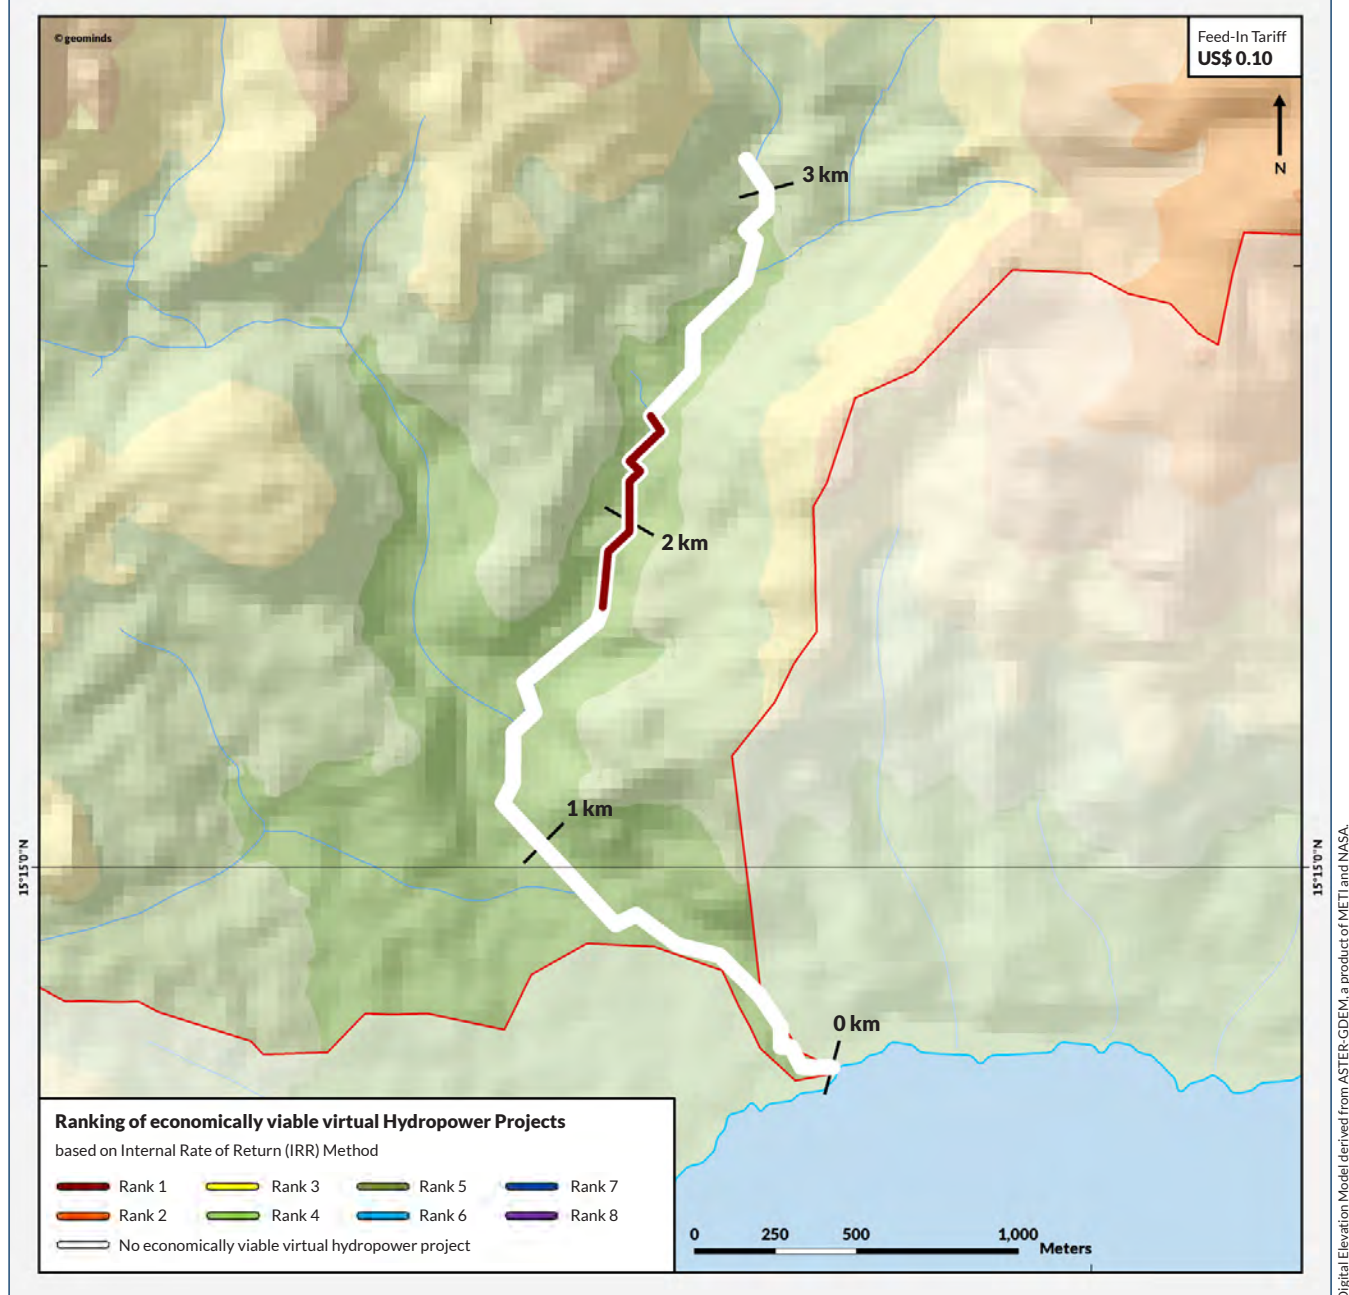 © geominds
Feed-In Tariff
US$ 0.10
N
3 km
2 km
1 km
0 km
15°15'0"N
15°15'0"N
Digital Elevation Model derived from ASTER-GDEM, a product of METI and NASA.
Ranking of economically viable virtual Hydropower Projects
based on Internal Rate of Return (IRR) Method
Rank 1 Rank 3 Rank 5 Rank 7
Rank 2 Rank 4 Rank 6 Rank 8
No economically viable virtual hydropower project
0 250 500 1,000
Meters